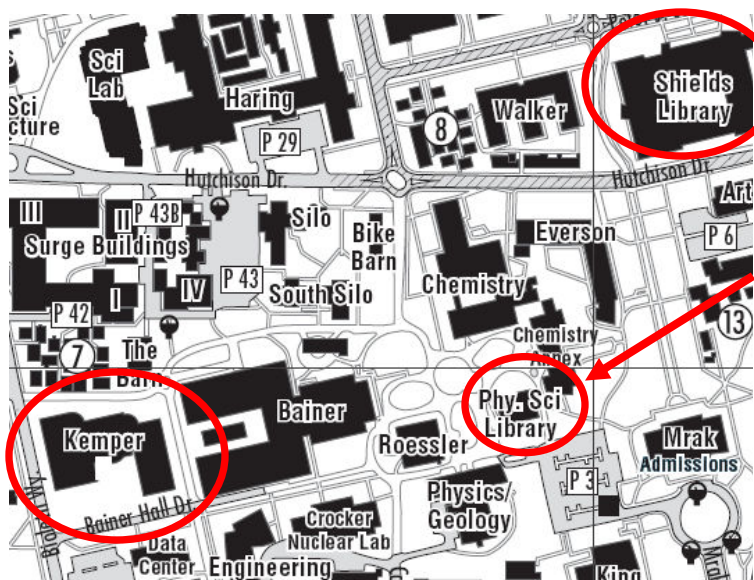 Sci
Lab
Sci
cture
Haring
P 29
8
Walker
Shields
Library
Hutchison Dr.
Hutchison Dr.
III
II
P 43B
Surge Buildings
Silo
Bike
Barn
Everson
Art
P 6
P 43
IV
I
South Silo
Chemistry
P 42
7
The
Barn
Chemistry
Annex
13
Kemper
Bainer
Roessler
Phy. Sci
Library
Mrak
Admissions
P 3
Bainer Hall Dr.
Physics/
Geology
Crocker
Nuclear Lab
Data
Center
Engineering
King